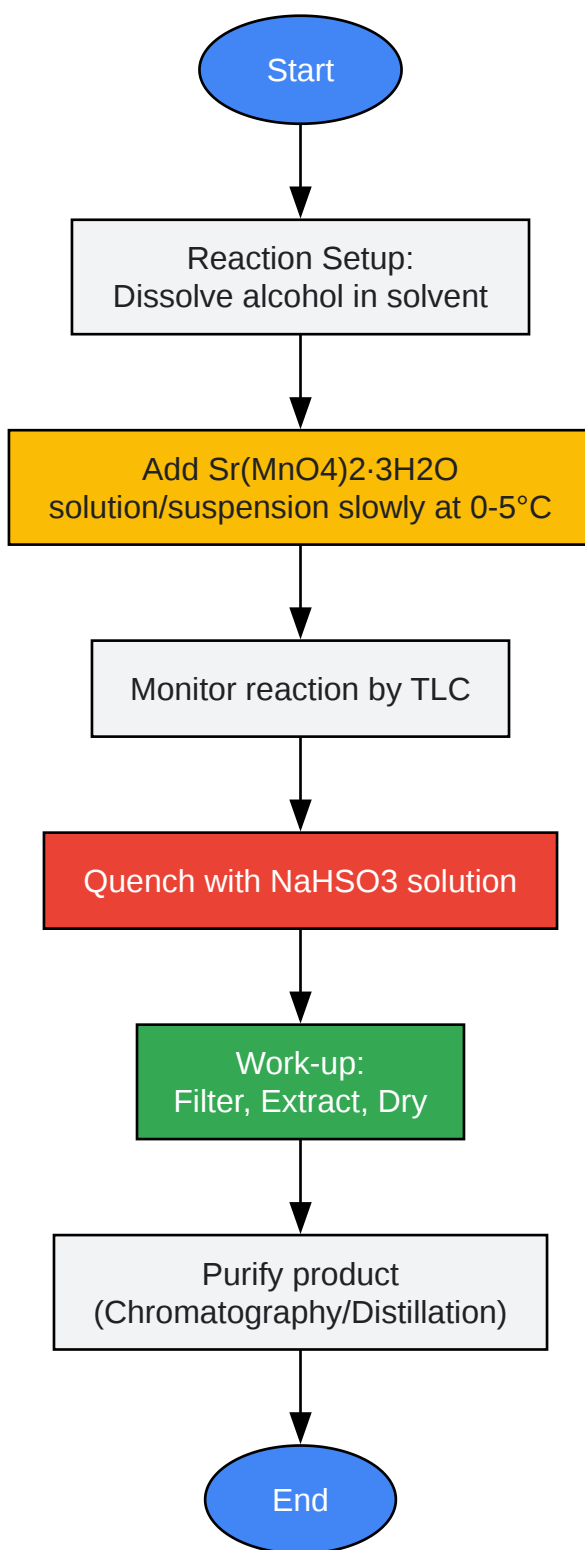 Start
Reaction Setup:
Dissolve alcohol in solvent
Add Sr(MnO4)2·3H2O
solution/suspension slowly at 0-5°C
Monitor reaction by TLC
Quench with NaHSO3 solution
Work-up:
Filter, Extract, Dry
Purify product
(Chromatography/Distillation)
End